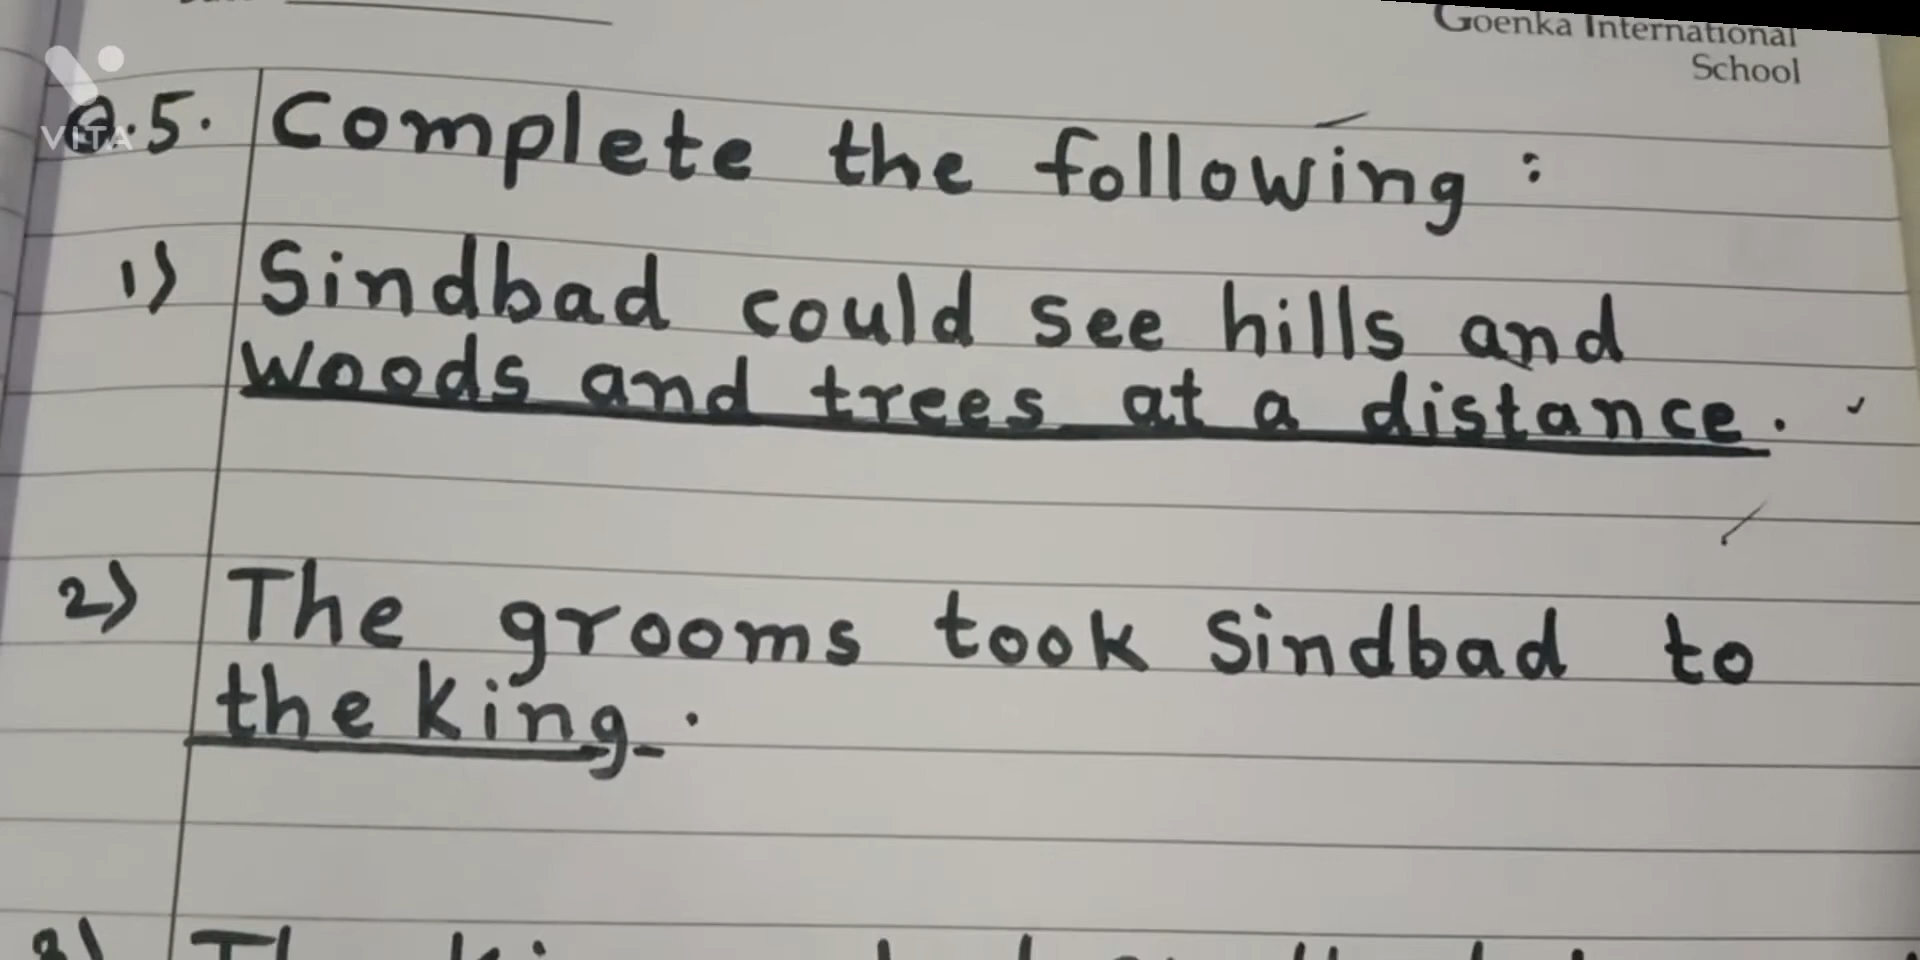 Goenka International
School
VITA
Q.5. Complete the following :
1) Sindbad could see hills and
woods and trees at a distance.
2) The grooms took Sindbad to
the king.